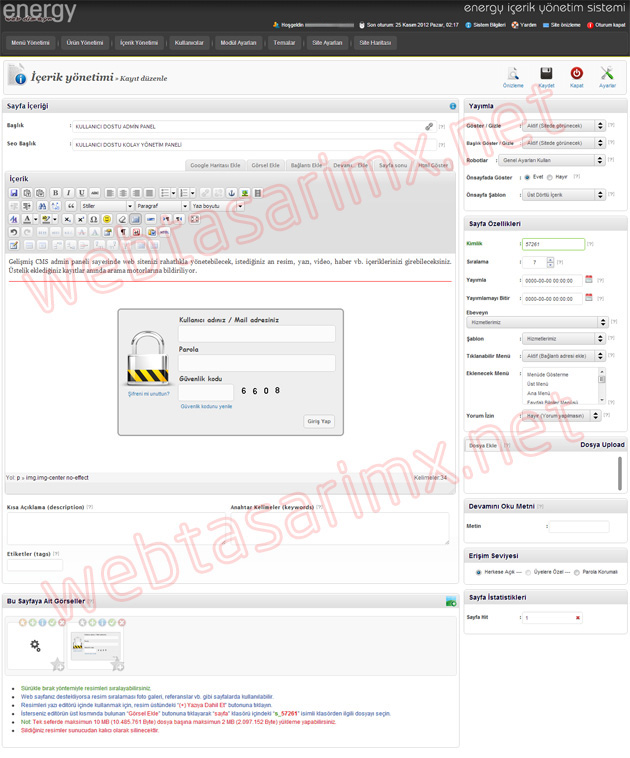 energy
energy içerik yönetim sistemi
web dizayn
Hoşgeldin
Son oturum: 25 Kasım 2012 Pazar, 02:17
Sistem Bilgileri
Yardım
Site önizleme
Oturum kapat
Menü Yönetimi
Ürün Yönetimi
İçerik Yönetimi
Kullanıcılar
Modül Ayarları
Temalar
Site Ayarları
Site Haritası
İçerik yönetimi » Kayıt düzenle
Önizleme
Kaydet
Kapat
Ayarlar
Sayfa İçeriği
Başlık : KULLANICI DOSTU ADMIN PANEL [?]
Seo Başlık : KULLANICI DOSTU KOLAY YÖNETİM PANELİ [?]
Google Haritası Ekle
Görsel Ekle
Bağlantı Ekle
Devamı... Ekle
Sayfa sonu
Html Göster
İçerik
Stiller
Paragraf
Yazı boyutu
Gelişmiş CMS admin paneli sayesinde web sitenizi rahatlıkla yönetebilecek, istediğiniz an resim, yazı, video, haber vb. içeriklerinizi girebileceksiniz.
Üstelik eklediğiniz kayıtlar anında arama motorlarına bildiriliyor.
Kullanıcı adınız / Mail adresiniz
Parola
Güvenlik kodu
6 6 0 8
Şifreni mi unuttun?
Güvenlik kodunu yenile
Giriş Yap
Yol: p » img.img-center no-effect
Kelimeler:34
Kısa Açıklama (description) [?]
Anahtar Kelimeler (keywords) [?]
Etiketler (tags) [?]
Bu Sayfaya Ait Görseller [?]
Sürükle bırak yöntemiyle resimleri sıralayabilirsiniz.
Web sayfanız destekliyorsa resim sıralaması foto galeri, referanslar vb. gibi sayfalarda kullanılabilir.
Resimleri yazı editörü içinde kullanmak için, resim üstündeki "(+) Yazıya Dahil Et" butonuna tıklayın.
İsterseniz editörün üst kısmında bulunan "Görsel Ekle" butonuna tıklayarak "sayfa" klasörü içindeki "s_57261" isimli klasörden ilgili dosyayı seçin.
Not: Tek seferde maksimum 10 MB (10.485.761 Byte) dosya başına maksimum 2 MB (2.097.152 Byte) yükleme yapabilirsiniz.
Sildiğiniz resimler sunucudan kalıcı olarak silinecektir.
Yayımla
Göster / Gizle : Aktif (Sitede görünecek) [?]
Başlık Göster / Gizle : Aktif (Sitede görünecek) [?]
Robotlar : Genel Ayarları Kullan [?]
Önsayfada Göster : Evet Hayır [?]
Önsayfa Şablon : Üst Dörtlü İçerik [?]
Sayfa Özellikleri
Kimlik : 57261 [?]
Sıralama : 7 [?]
Yayımla : 0000-00-00 00:00:00 [?]
Yayımlamayı Bitir : 0000-00-00 00:00:00 [?]
Ebeveyn
Hizmetlerimiz [?]
Şablon : Hizmetlerimiz [?]
Tıklanabilir Menü : Aktif (Bağlantı adresi ekle) [?]
Eklenecek Menü : Menüde Gösterme [?]
Üst Menü
Ana Menü
Faydalı Bilgiler Menüsü
Yorum İzin : Hayır (Yorum yapılmasın) [?]
Dosya Ekle [?]
Dosya Upload
Devamını Oku Metni [?]
Metin :
Erişim Seviyesi
Herkese Açık --- Üyelere Özel --- Parola Korumalı
Sayfa İstatistikleri
Sayfa Hit : 1
webtasarimx.net
webtasarimx.net
webtasarimx.net